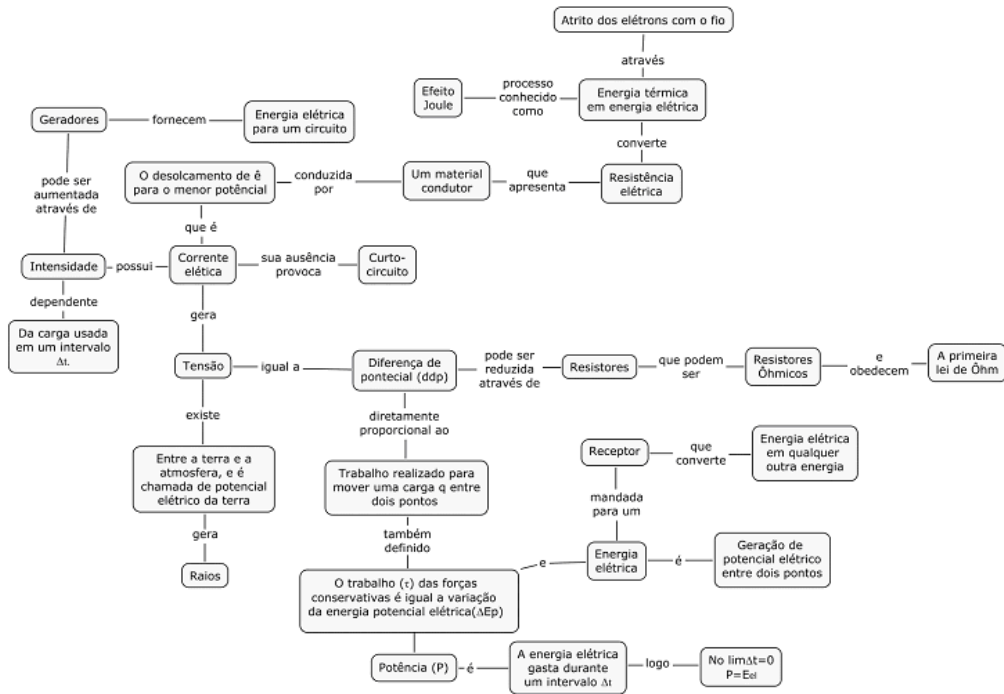 Atrito dos elétrons com o fio
através
Efeito
Joule
processo
conhecido
como
Energia térmica
em energia elétrica
Geradores
fornecem
Energia elétrica
para um circuito
converte
pode ser
aumentada
através de
O desolcamento de ê
para o menor potêncial
conduzida
por
Um material
condutor
que
apresenta
Resistência
elétrica
que é
Intensidade
possui
Corrente
elética
sua ausência
provoca
Curto-
circuito
dependente
gera
Da carga usada
em um intervalo
Δt.
Tensão
igual a
Diferença de
pontecial (ddp)
pode ser
reduzida
através de
Resistores
que podem
ser
Resistores
Ôhmicos
e
obedecem
A primeira
lei de Ôhm
existe
diretamente
proporcional ao
Entre a terra e a
atmosfera, e é
chamada de potencial
elétrico da terra
Trabalho realizado para
mover uma carga q entre
dois pontos
Receptor
que
converte
Energia elétrica
em qualquer
outra energia
mandada
para um
gera
também
definido
Raios
e
Energia
elétrica
é
Geração de
potencial elétrico
entre dois pontos
O trabalho (τ) das forças
conservativas é igual a variação
da energia potencial elétrica(ΔEp)
Potência (P)
é
A energia elétrica
gasta durante
um intervalo Δt
logo
No limΔt=0
P=Eel